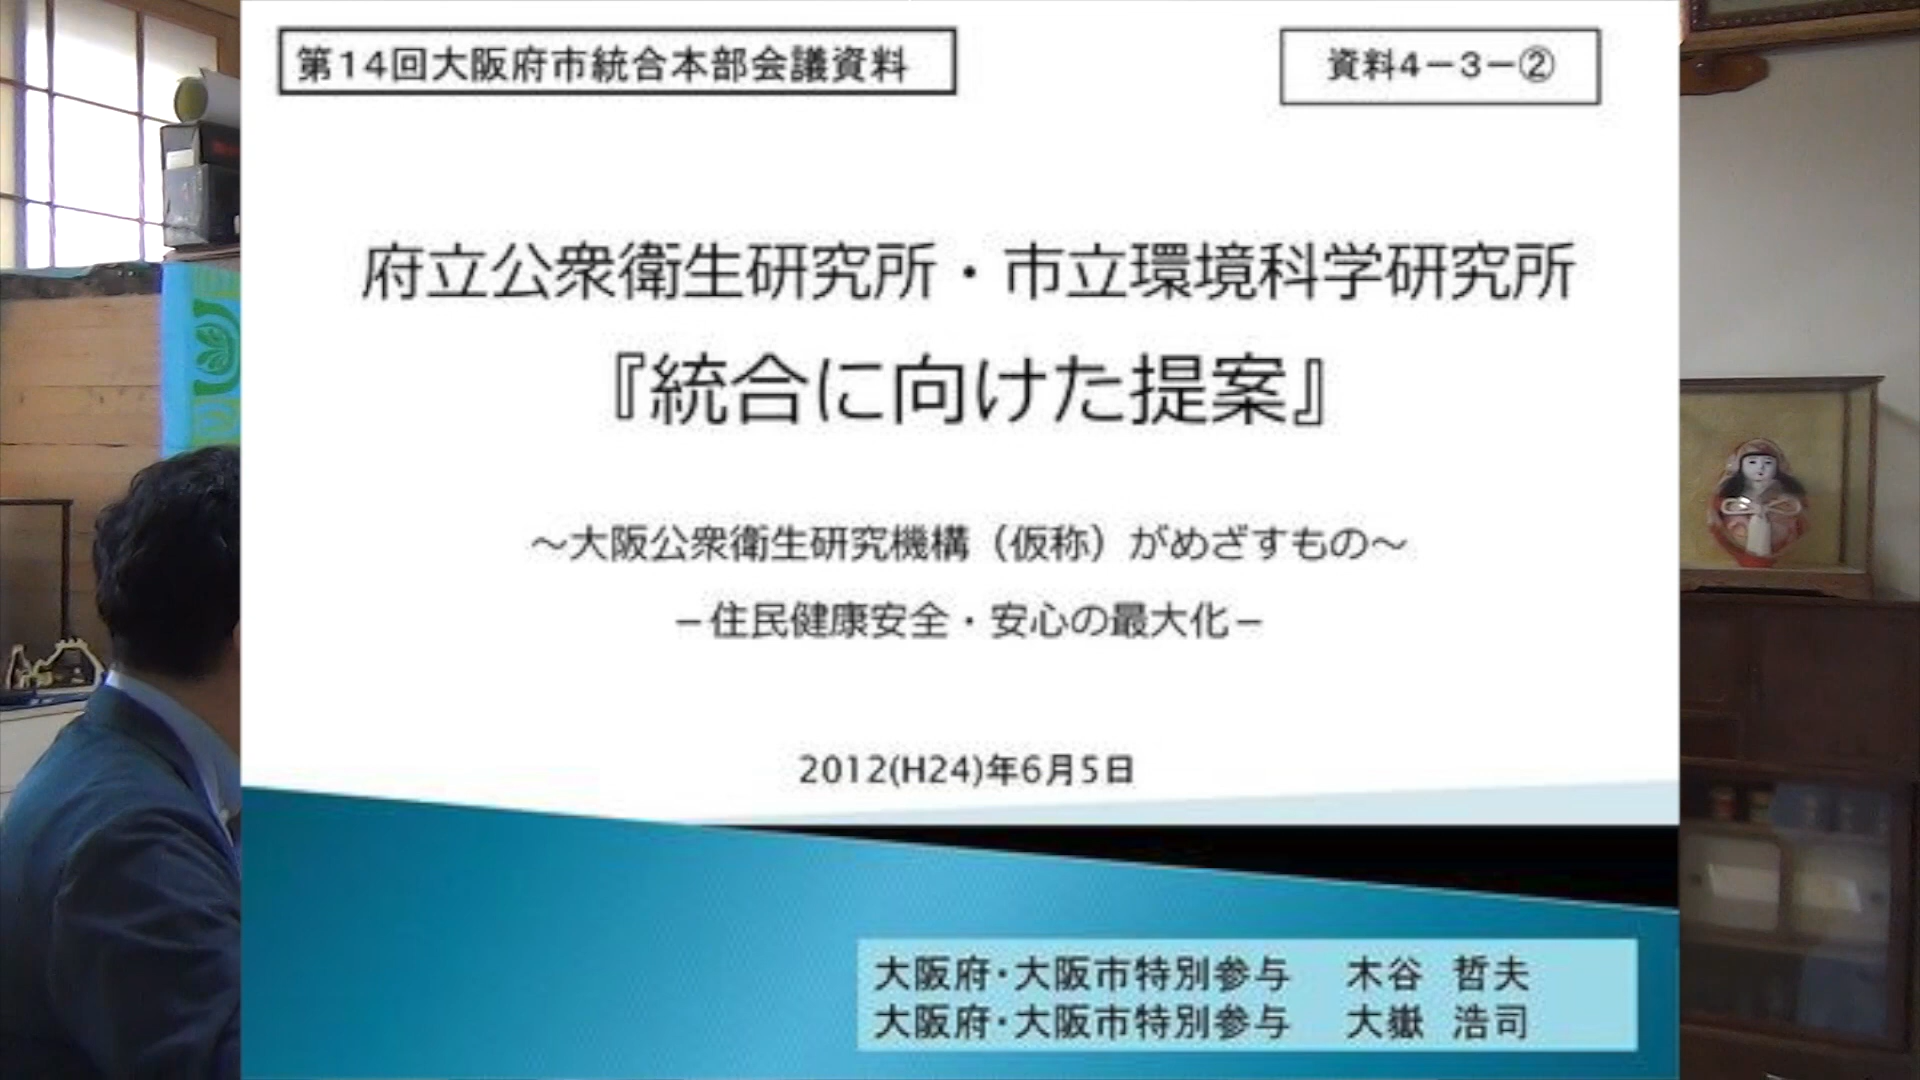 第14回大阪府市統合本部会議資料
資料4－3－②
府立公衆衛生研究所・市立環境科学研究所
『統合に向けた提案』
～大阪公衆衛生研究機構（仮称）がめざすもの～
－住民健康安全・安心の最大化－
2012(H24)年6月5日
大阪府・大阪市特別参与　木谷　哲夫
大阪府・大阪市特別参与　大嶽　浩司